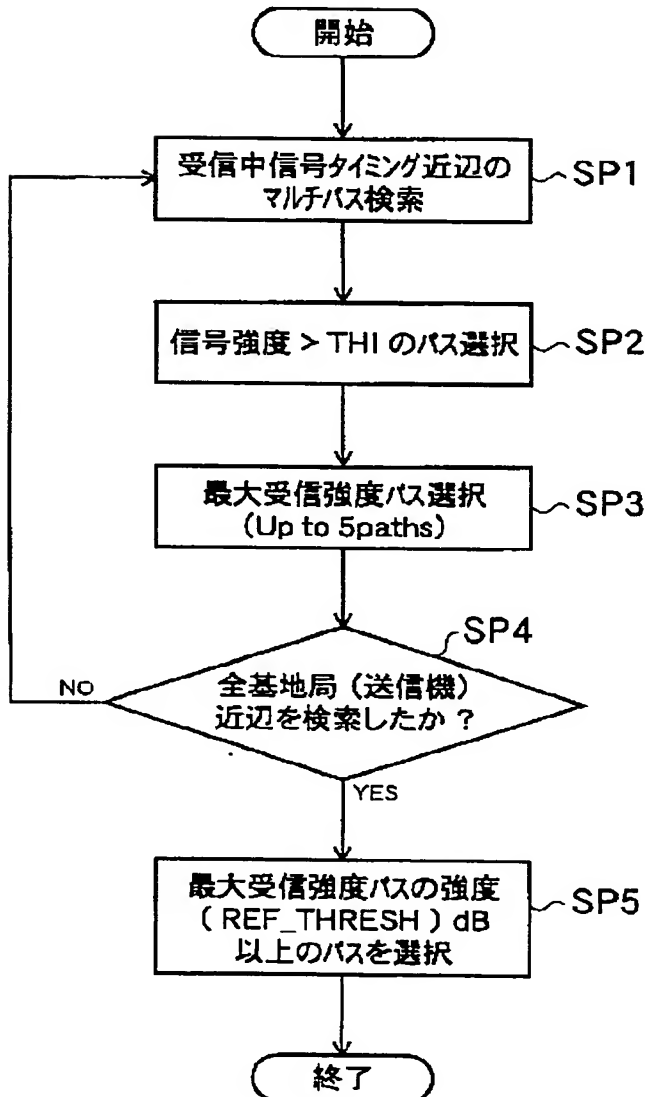 開始
受信中信号タイミング近辺の
マルチパス検索
SP1
信号強度 > THI のパス選択
SP2
最大受信強度パス選択
(Up to 5paths)
SP3
SP4
全基地局（送信機）
近辺を検索したか ?
NO
YES
最大受信強度パスの強度
( REF_THRESH ) dB
以上のパスを選択
SP5
終了